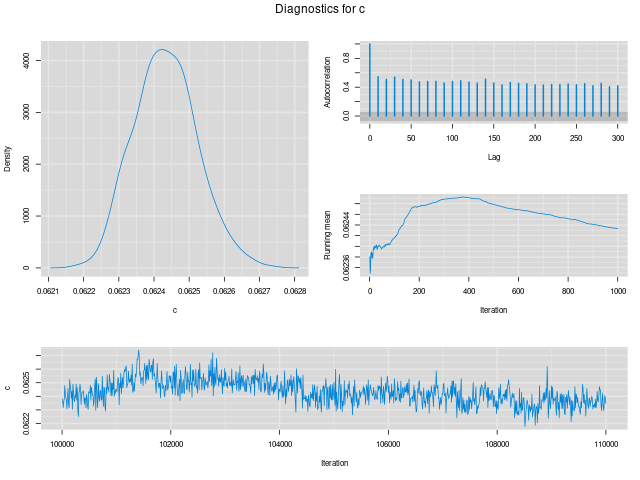 Diagnostics for c
Density
0
1000
2000
3000
4000
0.0621 0.0622 0.0623 0.0624 0.0625 0.0626 0.0627 0.0628
c
Autocorrelation
0.0 0.4 0.8
0 50 100 150 200 250 300
Lag
Running mean
0.06236 0.06244
0 200 400 600 800 1000
Iteration
c
0.0622 0.0625
100000 102000 104000 106000 108000 110000
Iteration